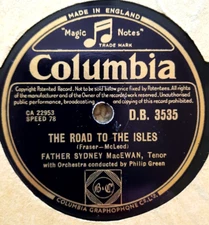 MADE IN ENGLAND
"Magic Notes"
TRADE MARK
Columbia
Copyright Patented Record, Not to be sold below price fixed by Patentees. All rights
of the Manufacturer and of the Owner of the recorded work reserved. Unauthorised
public performance, broadcasting and copying of this record prohibited.
CA 22953
SPEED 78
D.B. 3535
THE ROAD TO THE ISLES
(Fraser–McLeod)
FATHER SYDNEY MacEWAN, Tenor
with Orchestra conducted by Philip Green
COLUMBIA GRAPHOPHONE CO. LTD.